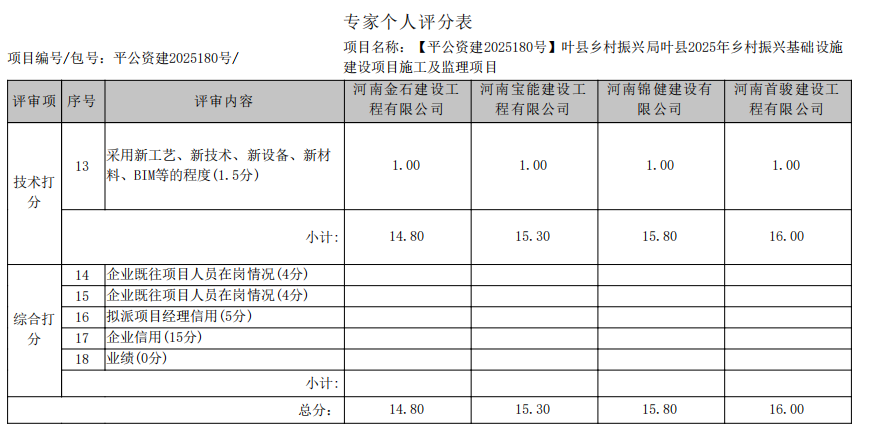 专家个人评分表
项目编号/包号: 平公资建2025180号/
项目名称: 【平公资建2025180号】叶县乡村振兴局叶县2025年乡村振兴基础设施
建设项目施工及监理项目
评审项 序号 评审内容 河南金石建设工程有限公司 河南宝能建设工程有限公司 河南锦健建设有限公司 河南首骏建设工程有限公司
技术打分
13 采用新工艺、新技术、新设备、新材
料、BIM等的程度(1.5分) 1.00 1.00 1.00 1.00
小计: 14.80 15.30 15.80 16.00
综合打分
14 企业既往项目人员在岗情况(4分)
15 企业既往项目人员在岗情况(4分)
16 拟派项目经理信用(5分)
17 企业信用(15分)
18 业绩(0分)
小计:
总分: 14.80 15.30 15.80 16.00